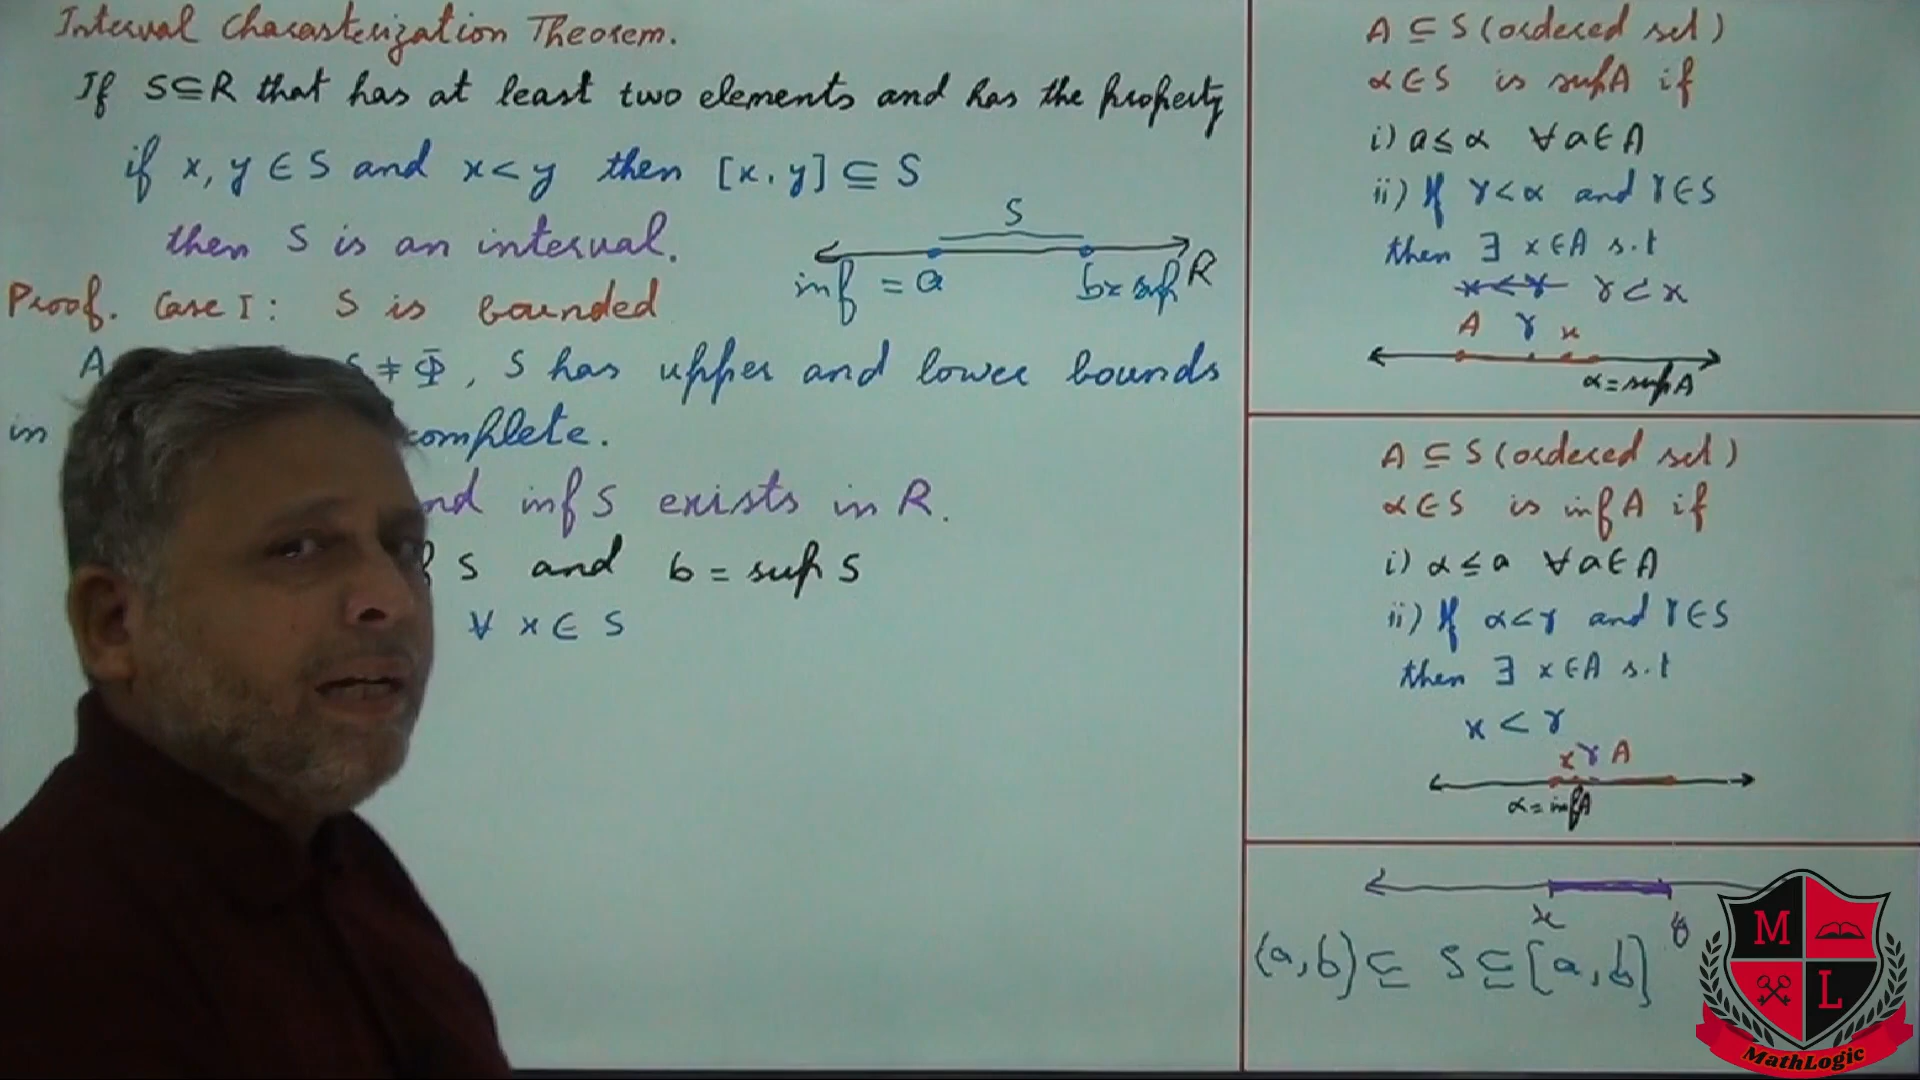 Interval Characterization Theorem.
If S⊆R that has at least two elements and has the property
if x, y ∈ S and x < y then [x, y] ⊆ S
then S is an interval.
S
inf = a b = sup R
Proof. Case I: S is bounded
A S ≠ Φ, S has upper and lower bounds
in complete.
nd inf S exists in R.
S and b = sup S
∀ x ∈ S
A ⊆ S (ordered set)
α ∈ S is sup A if
i) a ≤ α ∀ a ∈ A
ii) If γ < α and γ ∈ S
then ∃ x ∈ A s.t
x < γ γ < x
A γ x
α = sup A
A ⊆ S (ordered set)
α ∈ S is inf A if
i) α ≤ a ∀ a ∈ A
ii) If α < γ and γ ∈ S
then ∃ x ∈ A s.t
x < γ
x γ A
α = inf A
x
(a, b) ⊆ S ⊆ [a, b]
M
L
MathLogic